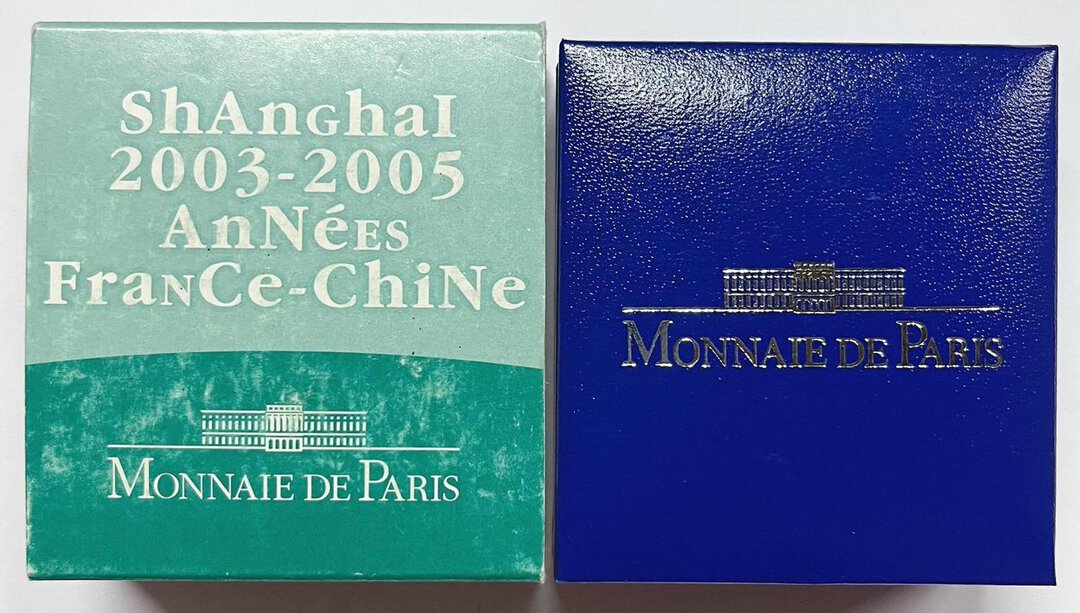 ShAnGhaI
2003-2005
AnNéEs
FraNCe-ChiNe
MONNAIE DE PARIS
MONNAIE DE PARIS